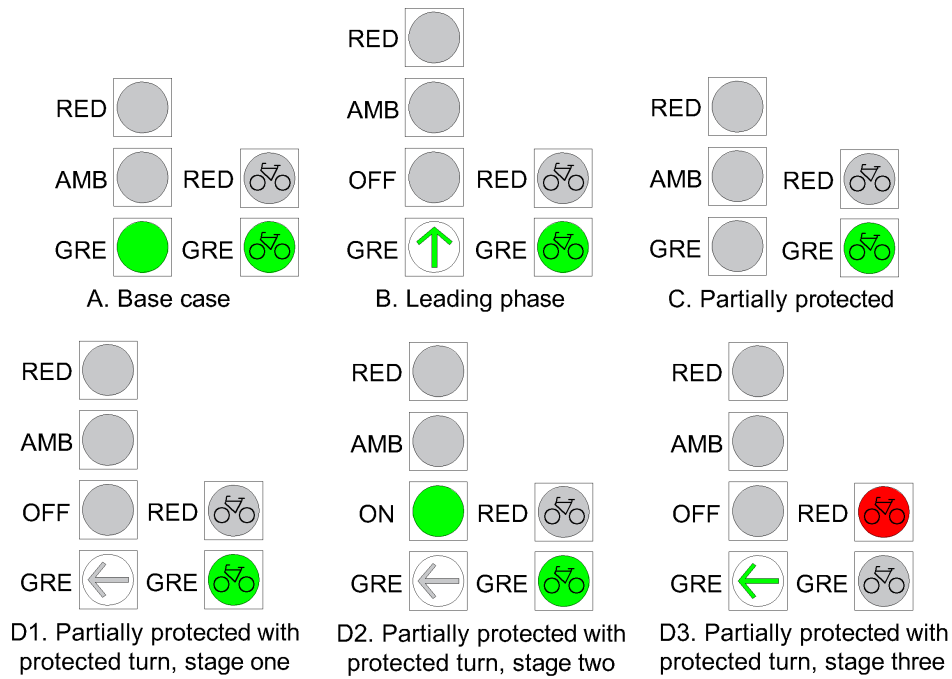 RED
AMB
RED
GRE
GRE
A. Base case
RED
AMB
OFF
RED
GRE
GRE
B. Leading phase
RED
AMB
RED
GRE
GRE
C. Partially protected
RED
AMB
OFF
RED
GRE
GRE
D1. Partially protected with
protected turn, stage one
RED
AMB
ON
RED
GRE
GRE
D2. Partially protected with
protected turn, stage two
RED
AMB
OFF
RED
GRE
GRE
D3. Partially protected with
protected turn, stage three